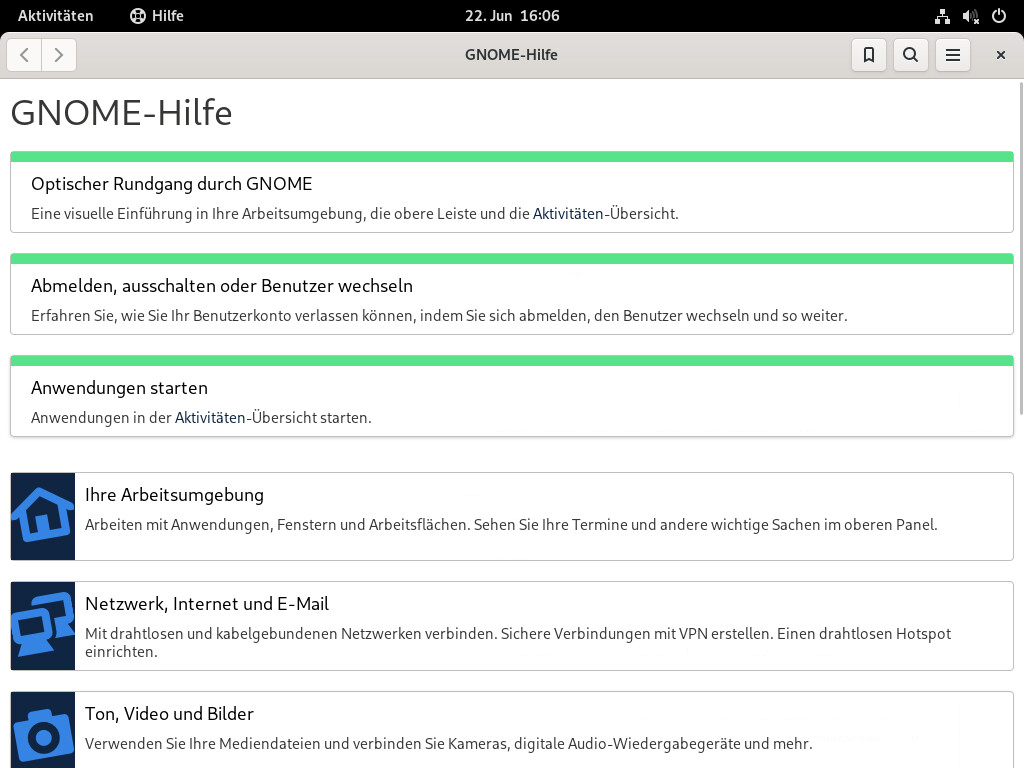 Aktivitäten Hilfe 22. Jun 16:06
GNOME-Hilfe
GNOME-Hilfe
Optischer Rundgang durch GNOME
Eine visuelle Einführung in Ihre Arbeitsumgebung, die obere Leiste und die Aktivitäten-Übersicht.
Abmelden, ausschalten oder Benutzer wechseln
Erfahren Sie, wie Sie Ihr Benutzerkonto verlassen können, indem Sie sich abmelden, den Benutzer wechseln und so weiter.
Anwendungen starten
Anwendungen in der Aktivitäten-Übersicht starten.
Ihre Arbeitsumgebung
Arbeiten mit Anwendungen, Fenstern und Arbeitsflächen. Sehen Sie Ihre Termine und andere wichtige Sachen im oberen Panel.
Netzwerk, Internet und E-Mail
Mit drahtlosen und kabelgebundenen Netzwerken verbinden. Sichere Verbindungen mit VPN erstellen. Einen drahtlosen Hotspot
einrichten.
Ton, Video und Bilder
Verwenden Sie Ihre Mediendateien und verbinden Sie Kameras, digitale Audio-Wiedergabegeräte und mehr.